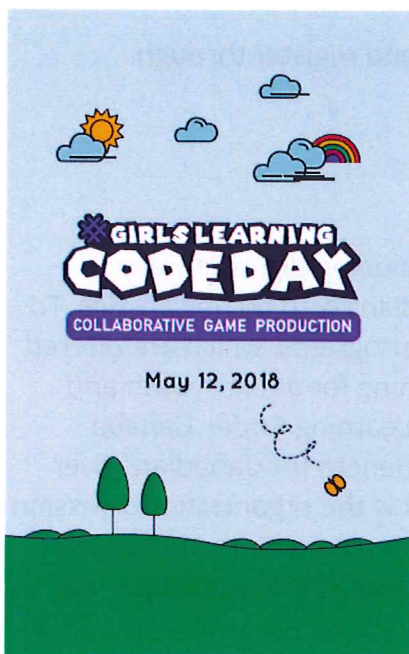 # GIRLS LEARNING
CODEDAY
COLLABORATIVE GAME PRODUCTION
May 12, 2018